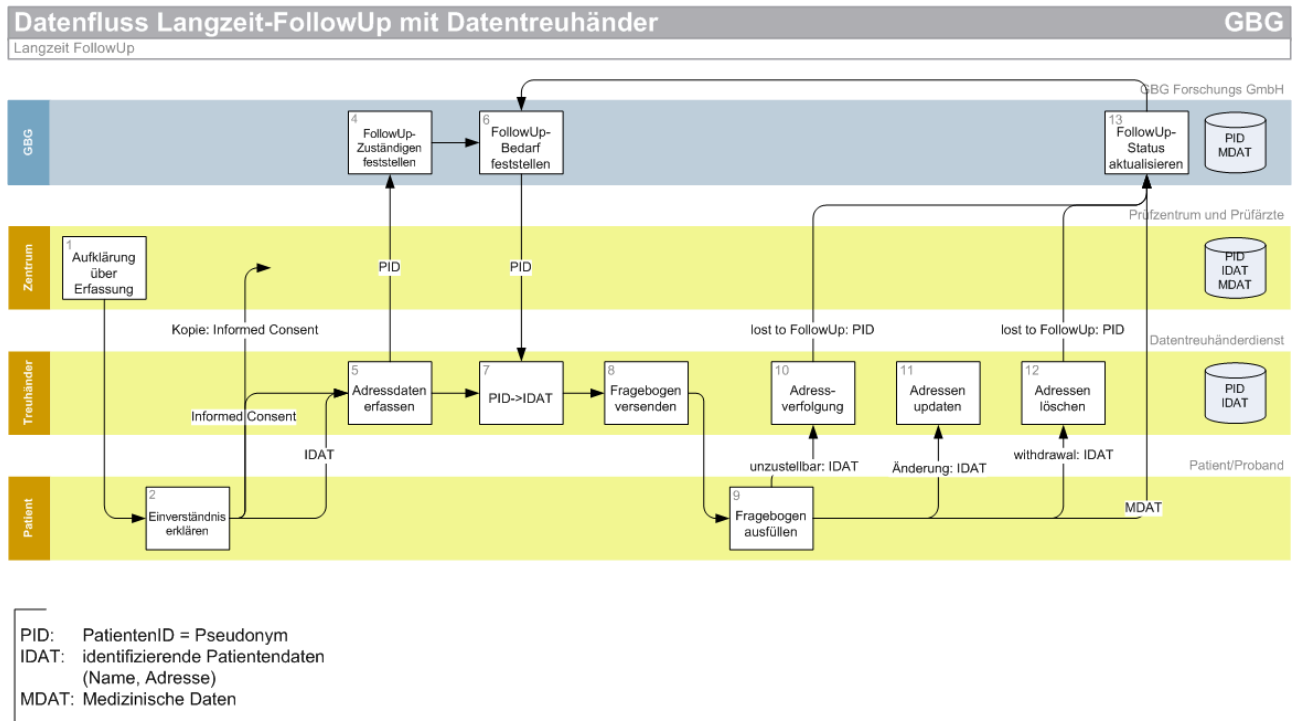 Datenfluss Langzeit-FollowUp mit Datentreuhänder
GBG
Langzeit FollowUp
GBG Forschungs GmbH
GBG
4
FollowUp-
Zuständigen
feststellen
6
FollowUp-
Bedarf
feststellen
13
FollowUp-
Status
aktualisieren
PID
MDAT
Prüfzentrum und Prüfärzte
Zentrum
1
Aufklärung
über
Erfassung
PID
PID
PID
IDAT
MDAT
Kopie: Informed Consent
lost to FollowUp: PID
lost to FollowUp: PID
Datentreuhänderdienst
Treuhänder
5
Adressdaten
erfassen
7
PID->IDAT
8
Fragebogen
versenden
10
Adress-
verfolgung
11
Adressen
updaten
12
Adressen
löschen
PID
IDAT
Informed Consent
IDAT
unzustellbar: IDAT
Änderung: IDAT
withdrawal: IDAT
Patient/Proband
Patient
2
Einverständnis
erklären
9
Fragebogen
ausfüllen
MDAT
PID: PatientenID = Pseudonym
IDAT: identifizierende Patientendaten
(Name, Adresse)
MDAT: Medizinische Daten